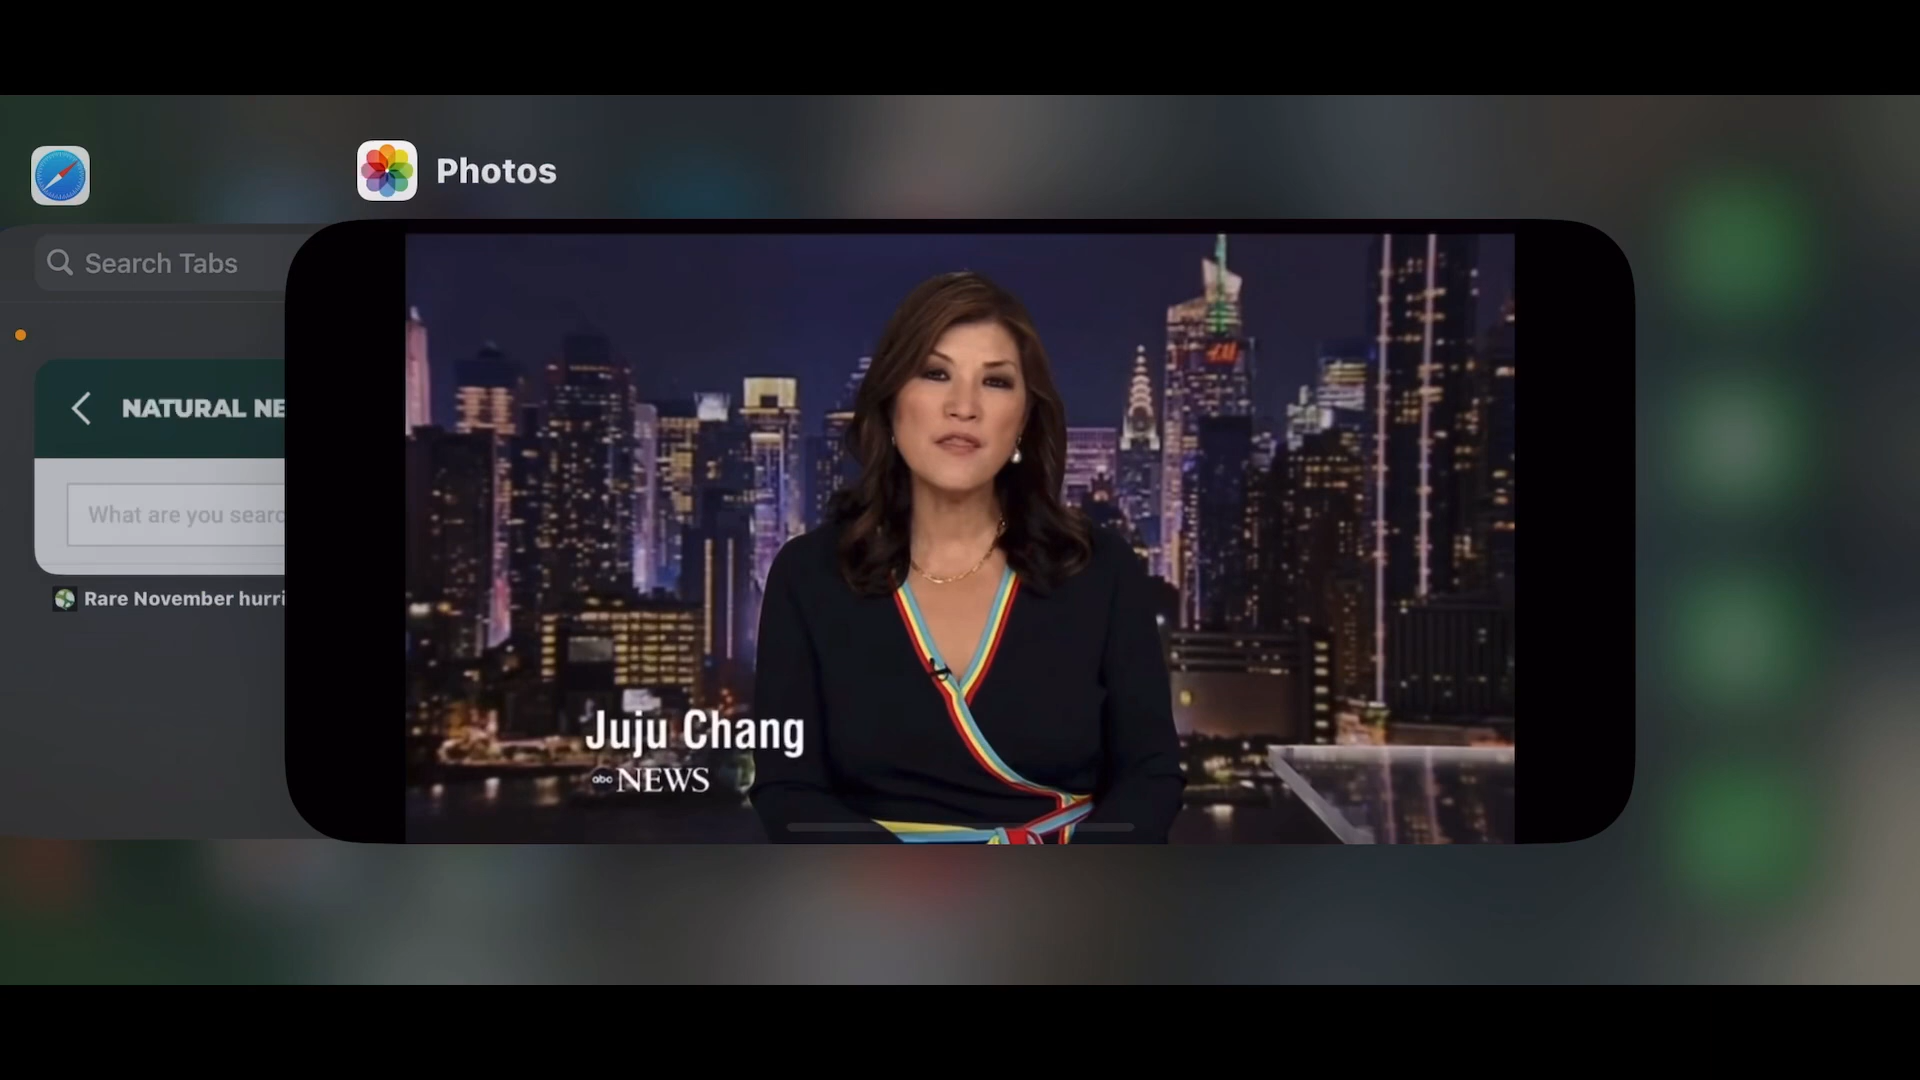 Photos
Search Tabs
NATURAL NE
What are you searc
Rare November hurri
H&M
Juju Chang
abc NEWS